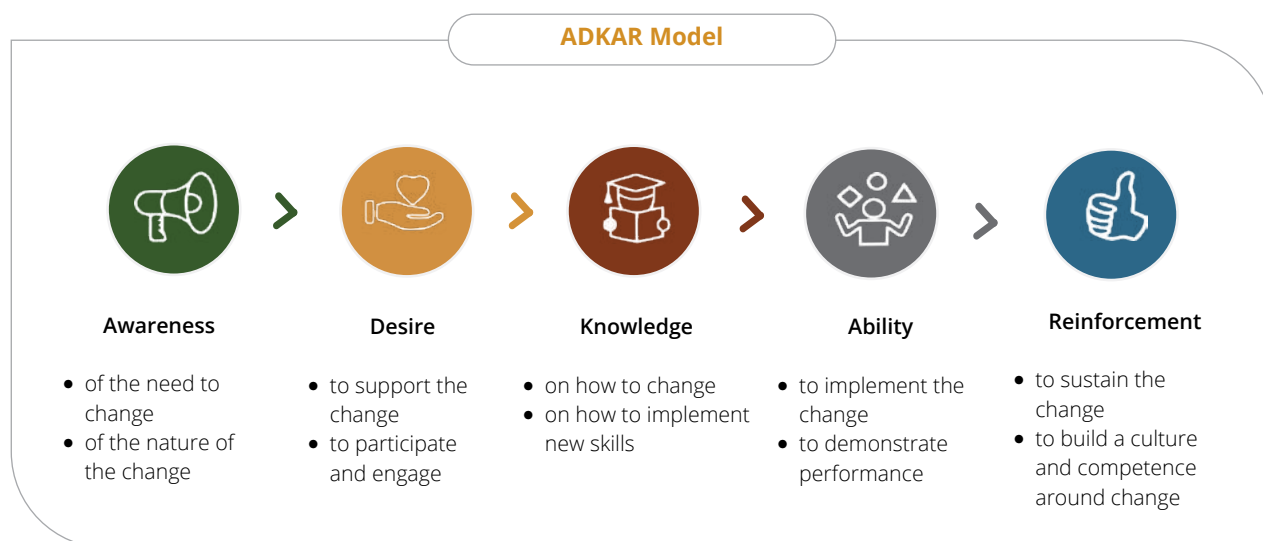 ADKAR Model
Awareness
of the need to
change
of the nature of
the change
Desire
to support the
change
to participate
and engage
Knowledge
on how to change
on how to implement
new skills
Ability
to implement the
change
to demonstrate
performance
Reinforcement
to sustain the
change
to build a culture
and competence
around change